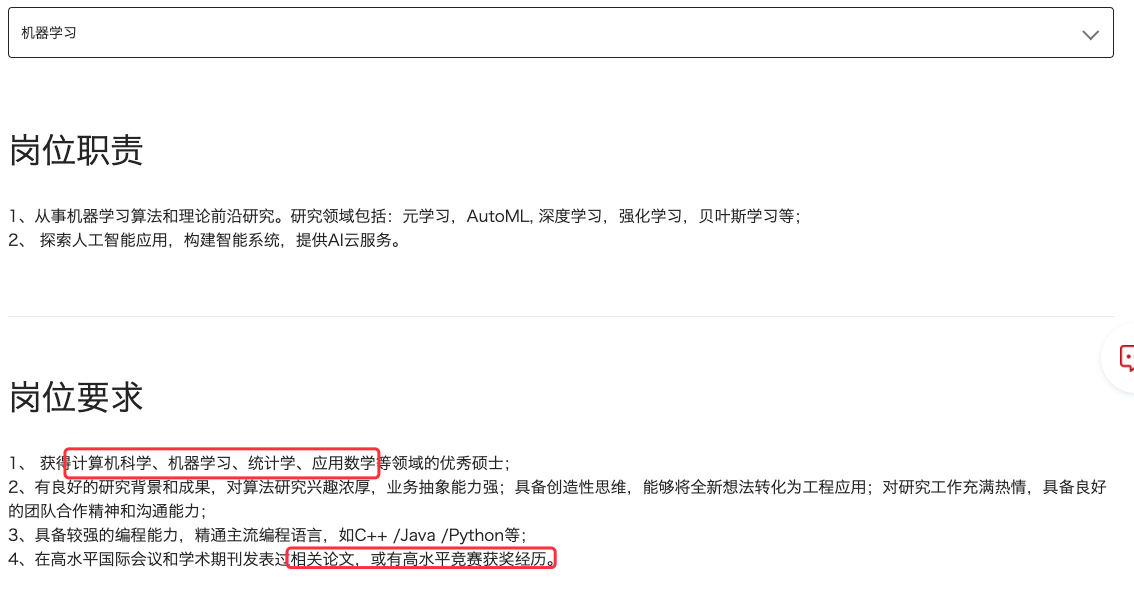 机器学习
岗位职责
1、从事机器学习算法和理论前沿研究。研究领域包括：元学习，AutoML, 深度学习，强化学习，贝叶斯学习等；
2、 探索人工智能应用，构建智能系统，提供AI云服务。
岗位要求
1、 获得计算机科学、机器学习、统计学、应用数学等领域的优秀硕士；
2、有良好的研究背景和成果，对算法研究兴趣浓厚，业务抽象能力强；具备创造性思维，能够将全新想法转化为工程应用；对研究工作充满热情，具备良好
的团队合作精神和沟通能力；
3、具备较强的编程能力，精通主流编程语言，如C++ /Java /Python等；
4、在高水平国际会议和学术期刊发表过相关论文，或有高水平竞赛获奖经历。